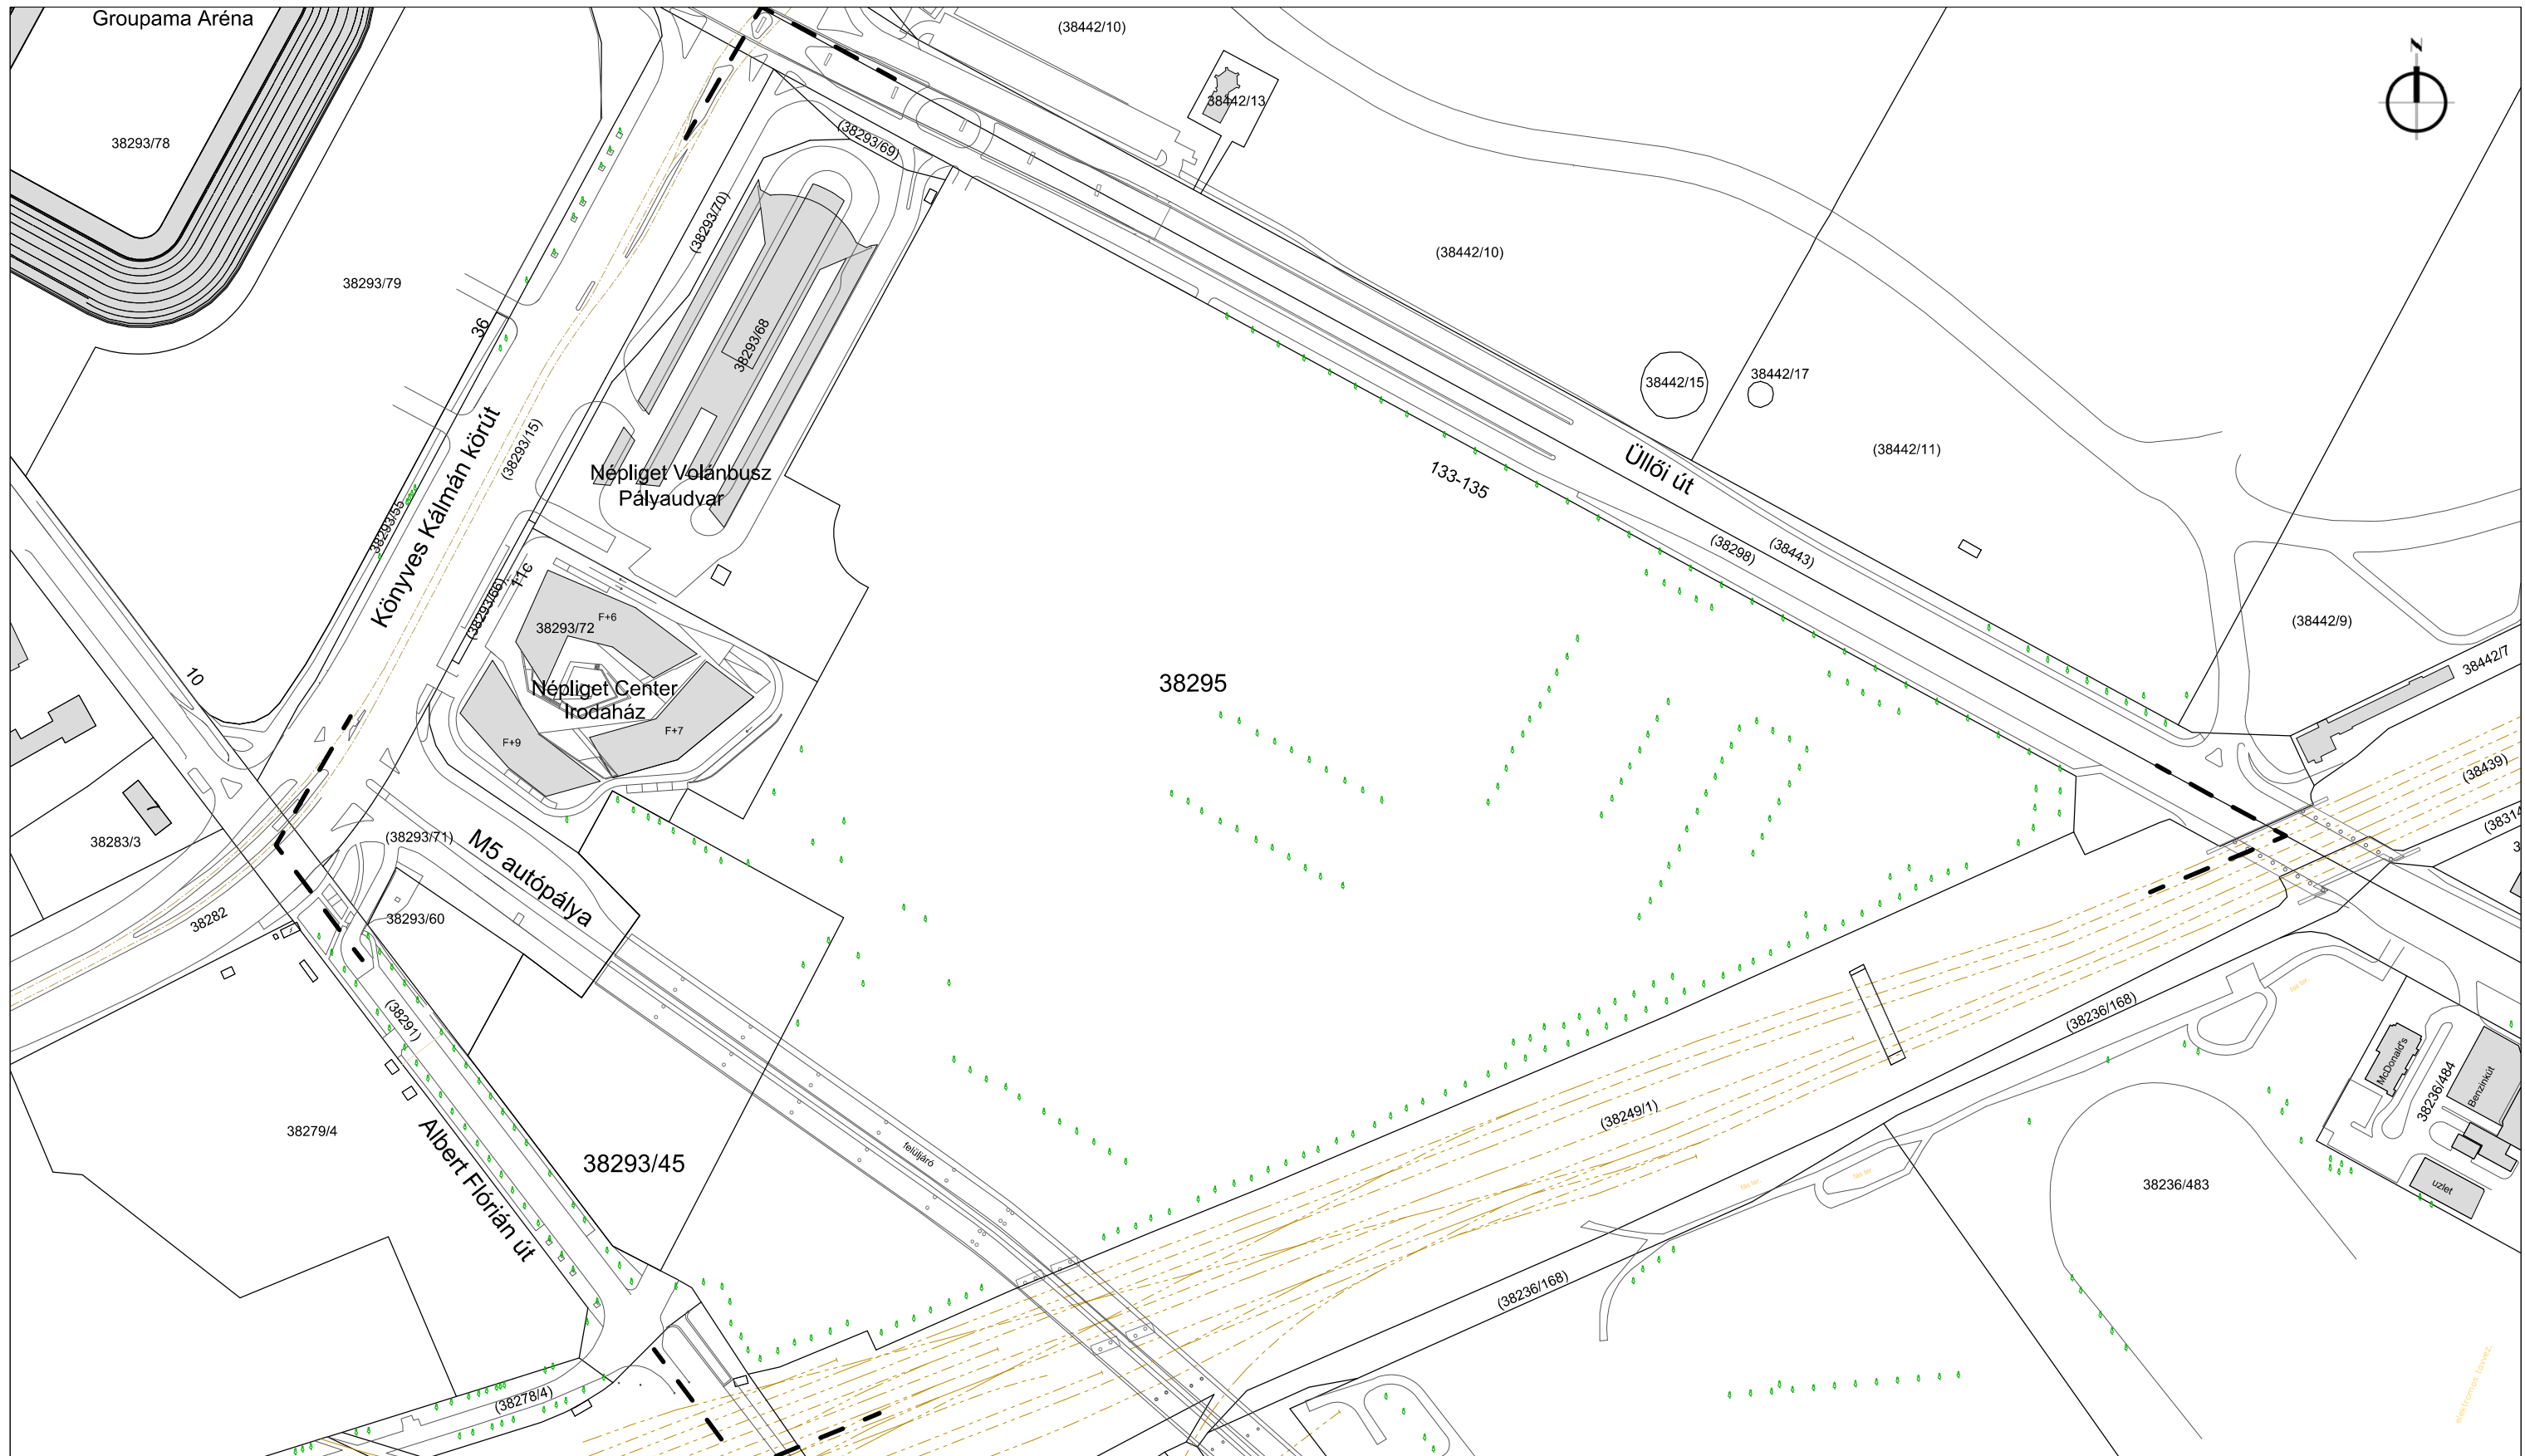 Groupama Aréna
(38442/10)
N
38442/13
38293/78
(38293/69)
(38293/70)
(38442/10)
38293/79
36
38293/68
38442/15
38442/17
Üllői út
(38442/11)
Könyves Kálmán körút
(38293/15)
Népliget Volánbusz
Pályaudvar
133-135
38293/55
(38298)
(38443)
(38293/66)
11c
F+6
38293/72
(38442/9)
38442/7
10
38295
Népliget Center
Irodaház
F+7
F+9
(38439)
7
38283/3
(38293/71)
M5 autópálya
38293/60
38282
(38291)
(38236/168)
McDonald's
38236/484
Benzinkút
(38249/1)
38279/4
felüljáró
38293/45
Albert Flórián út
38236/483
uzlet
(38236/168)
(38278/4)